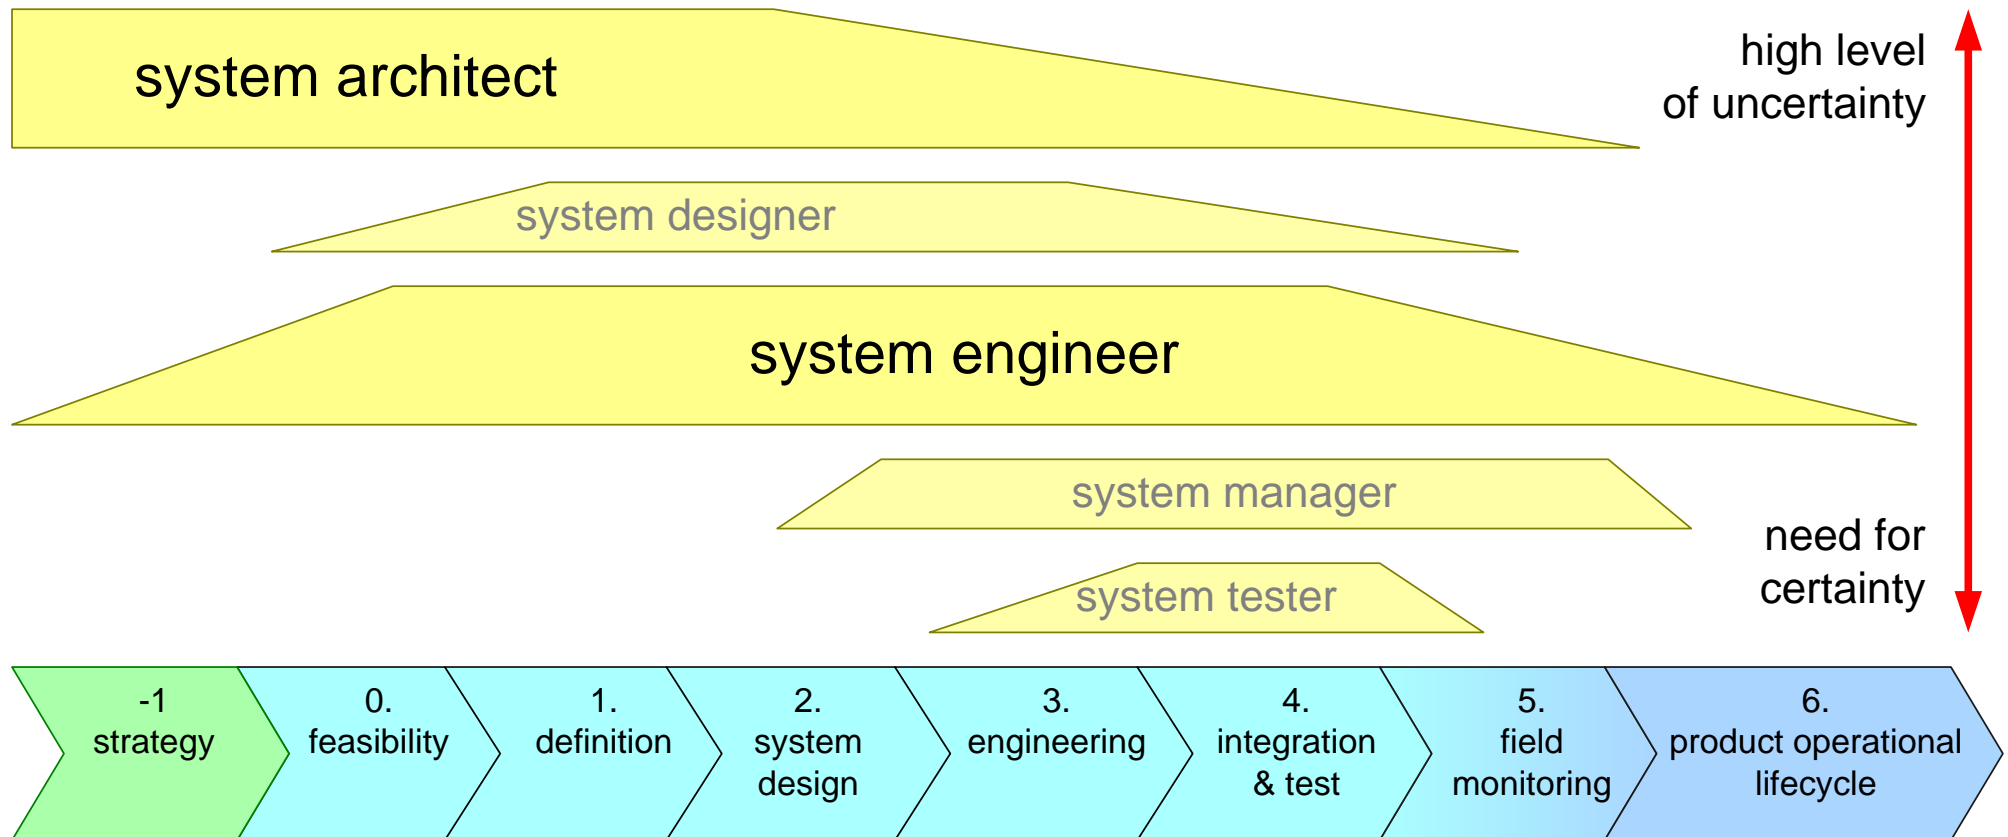 system architect
high level
of uncertainty
system designer
system engineer
system manager
need for
certainty
system tester
-1
strategy
0.
feasibility
1.
definition
2.
system
design
3.
engineering
4.
integration
& test
5.
field
monitoring
6.
product operational
lifecycle